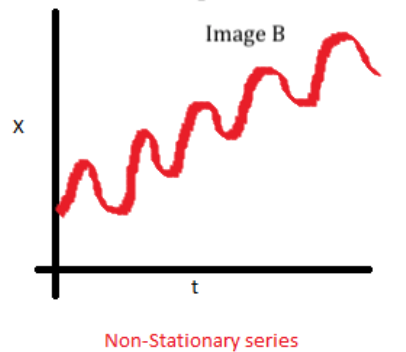 Image B
X
t
Non-Stationary series